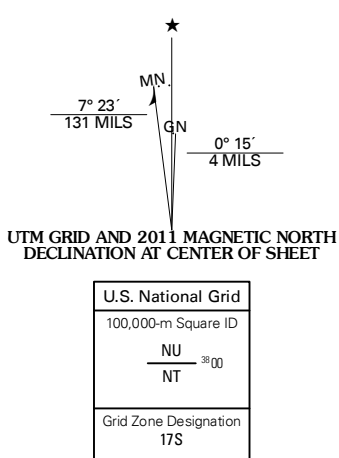 ★
MN.
7° 23´
131 MILS
GN
0° 15´
4 MILS
UTM GRID AND 2011 MAGNETIC NORTH
DECLINATION AT CENTER OF SHEET
U.S. National Grid
100,000-m Square ID
NU
3800
NT
Grid Zone Designation
17S